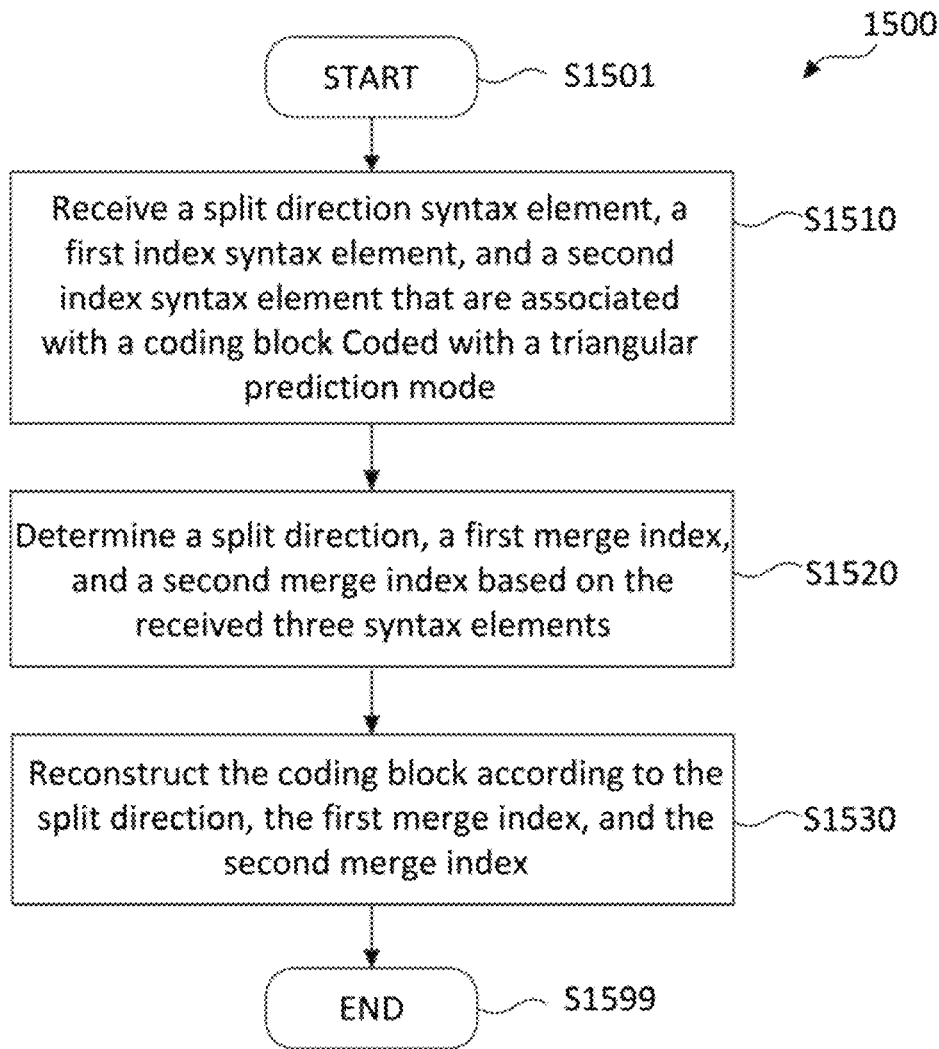 1500
START
S1501
Receive a split direction syntax element, a
first index syntax element, and a second
index syntax element that are associated
with a coding block Coded with a triangular
prediction mode
S1510
Determine a split direction, a first merge index,
and a second merge index based on the
received three syntax elements
S1520
Reconstruct the coding block according to the
split direction, the first merge index, and the
second merge index
S1530
END
S1599